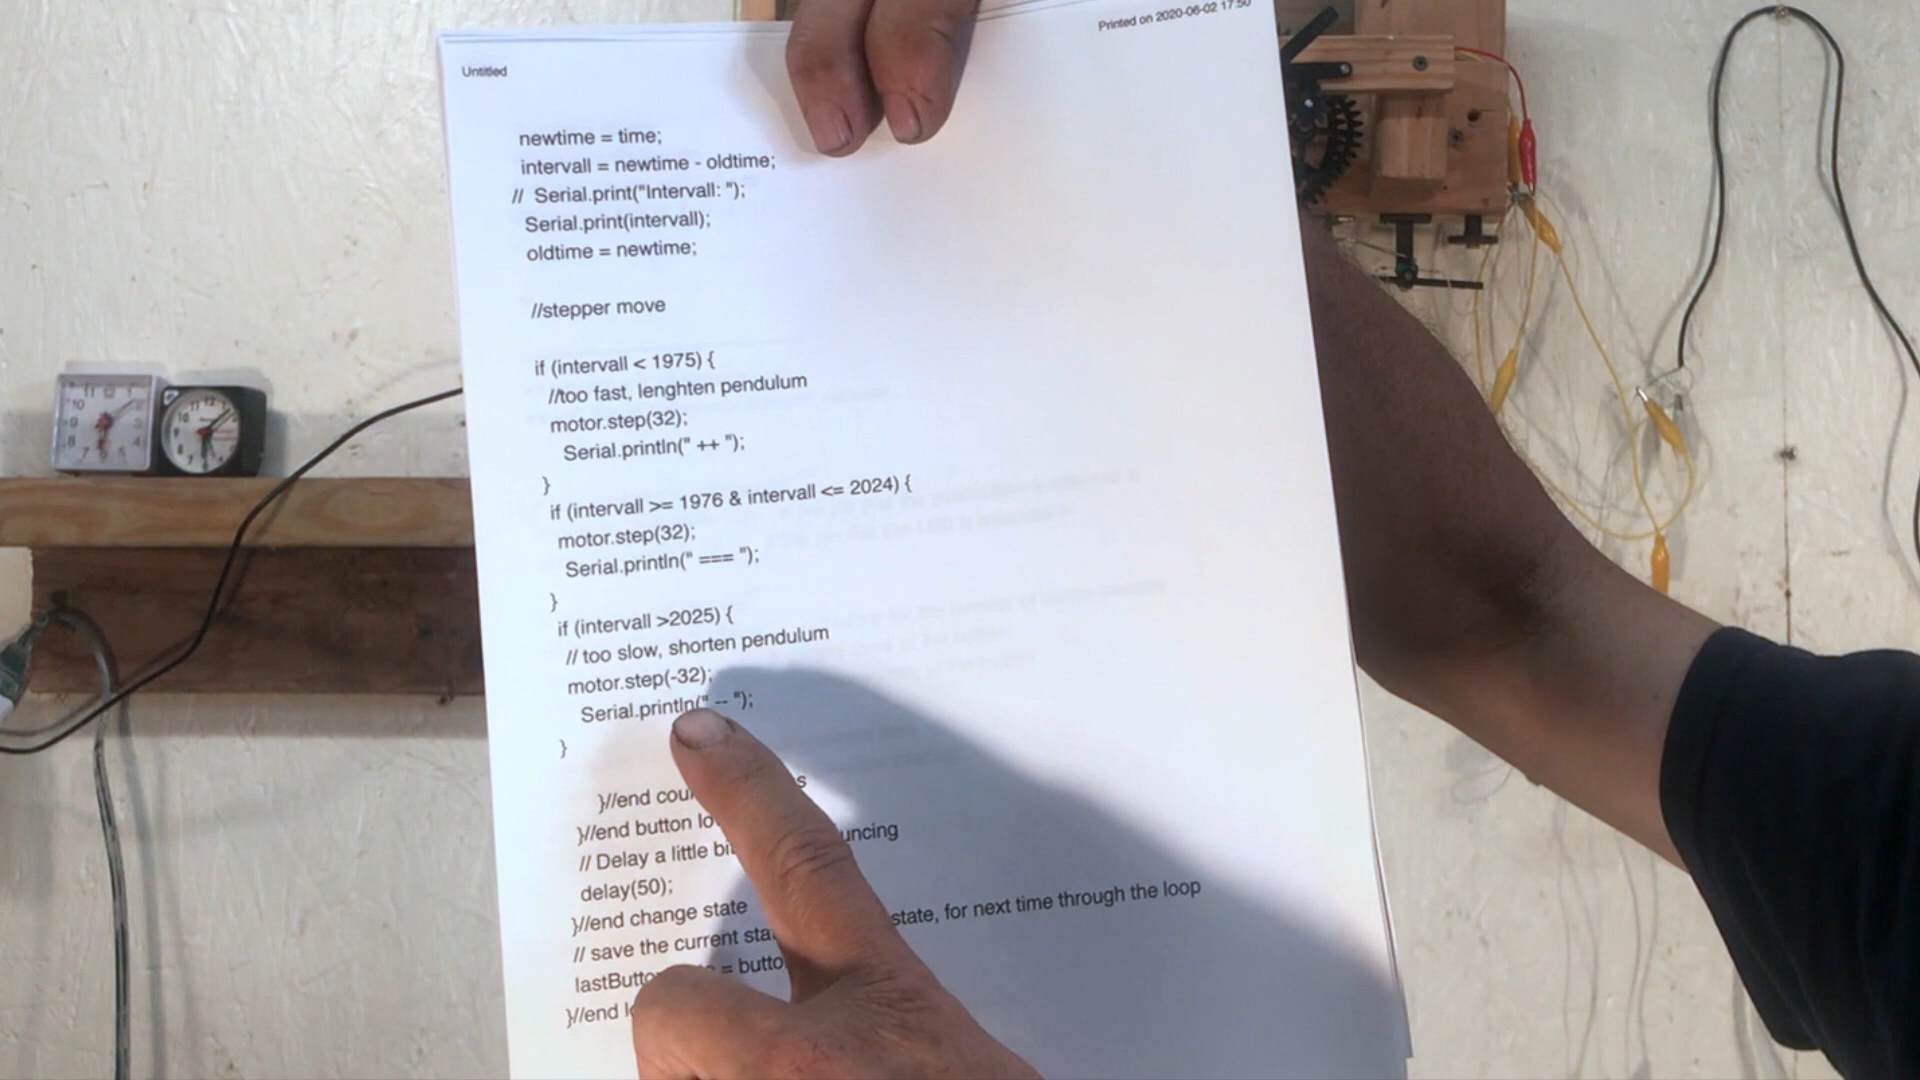 Printed on 2020-06-02 17:50
Untitled
newtime = time;
intervall = newtime - oldtime;
// Serial.print("Intervall: ");
Serial.print(intervall);
oldtime = newtime;
//stepper move
if (intervall < 1975) {
//too fast, lenghten pendulum
motor.step(32);
Serial.println(" ++ ");
}
if (intervall >= 1976 & intervall <= 2024) {
motor.step(32);
Serial.println(" === ");
}
if (intervall >2025) {
// too slow, shorten pendulum
motor.step(-32);
Serial.println(" -- ");
}
}//end
}//end button
// Delay a little
delay(50);
}//end change state
// save the current state, for next time through the loop
=
}//end